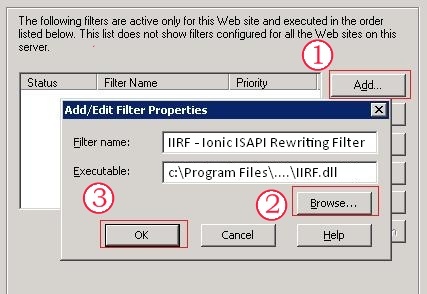 The following filters are active only for this Web site and executed in the order
listed below. This list does not show filters configured for all the Web sites on this
server.
1
Status Filter Name Priority Add...
Add/Edit Filter Properties
Filter name: IIRF - Ionic ISAPI Rewriting Filter
Executable: c:\Program Files\....\IIRF.dll
3 2 Browse...
OK Cancel Help